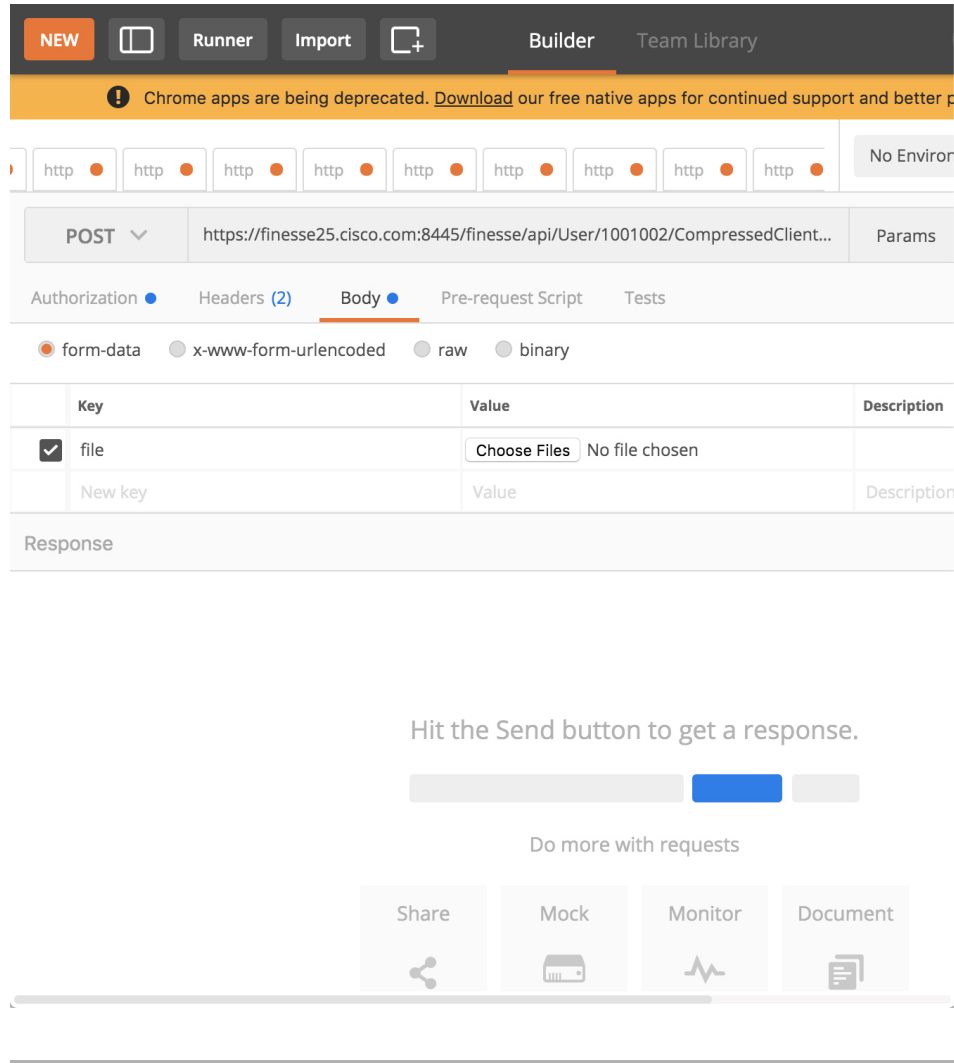 NEW Runner Import Builder Team Library
! Chrome apps are being deprecated. Download our free native apps for continued support and better
http http http http http http http http http No Environ
POST https://finesse25.cisco.com:8445/finesse/api/User/1001002/CompressedClient... Params
Authorization Headers (2) Body Pre-request Script Tests
form-data x-www-form-urlencoded raw binary
Key Value Description
file Choose Files No file chosen
New key Value Description
Response
Hit the Send button to get a response.
Do more with requests
Share Mock Monitor Document